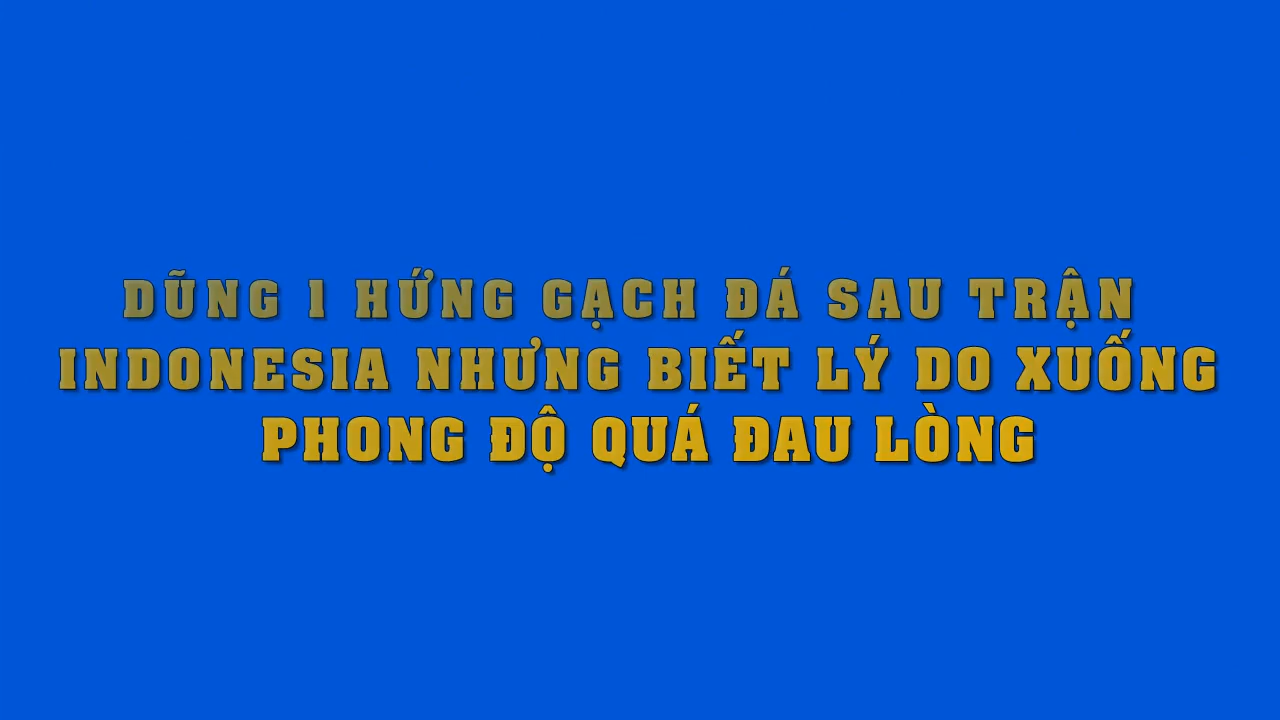 DŨNG 1 HỨNG GẠCH ĐÁ SAU TRẬN
INDONESIA NHƯNG BIẾT LÝ DO XUỐNG
PHONG ĐỘ QUÁ ĐAU LÒNG